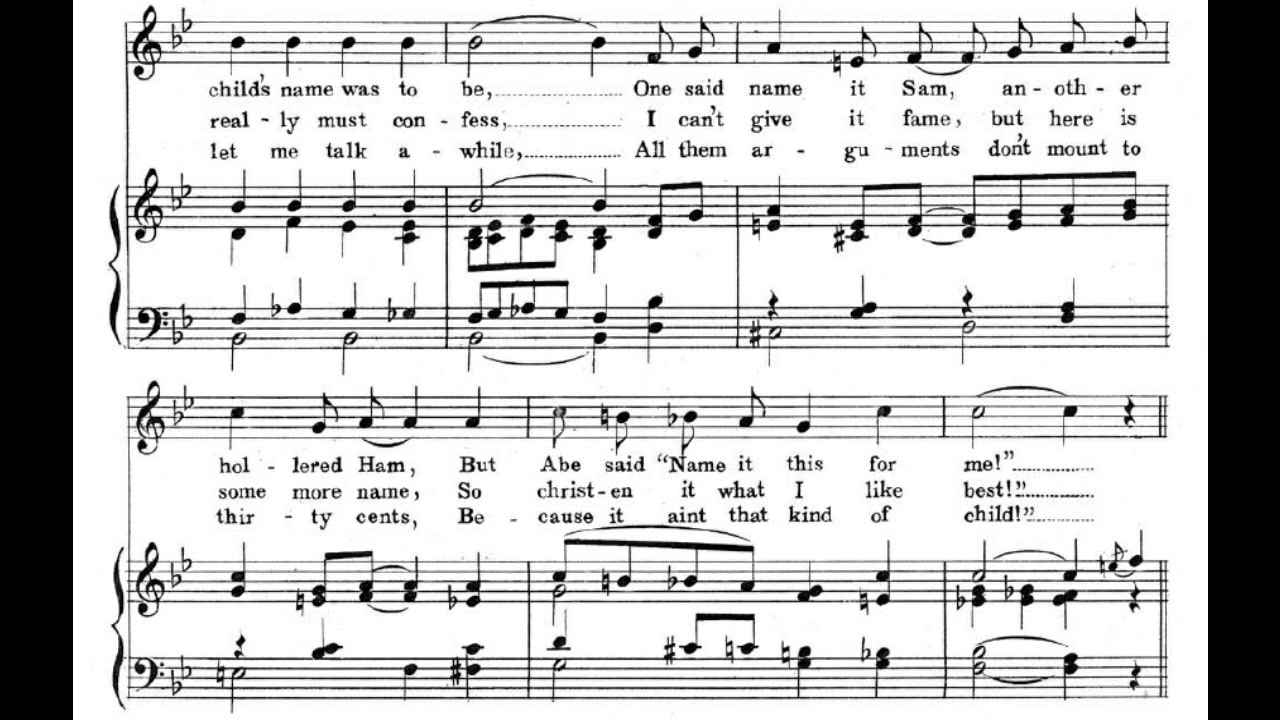 child's name was to be, One said name it Sam, an-oth-er
real-ly must con-fess, I can't give it fame, but here is
let me talk a-while, All them ar-gu-ments don't mount to
hol-lered Ham, But Abe said "Name it this for me!"
some more name, So christ-en it what I like best!"
thir-ty cents, Be-cause it aint that kind of child!"